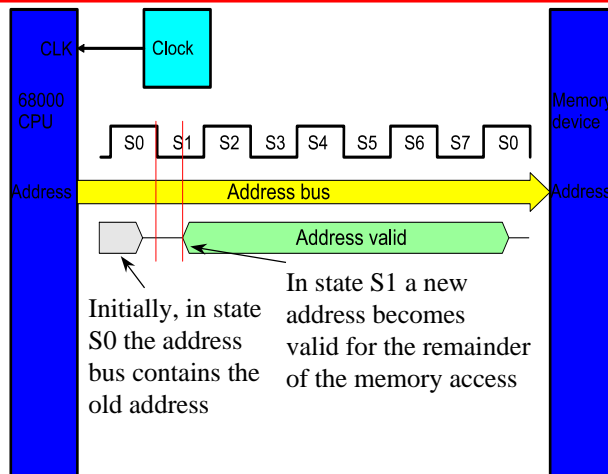 CLK
Clock
68000
CPU
Memory
device
S0 S1 S2 S3 S4 S5 S6 S7 S0
Address
Address bus
Address
Address valid
Initially, in state
S0 the address
bus contains the
old address
In state S1 a new
address becomes
valid for the remainder
of the memory access